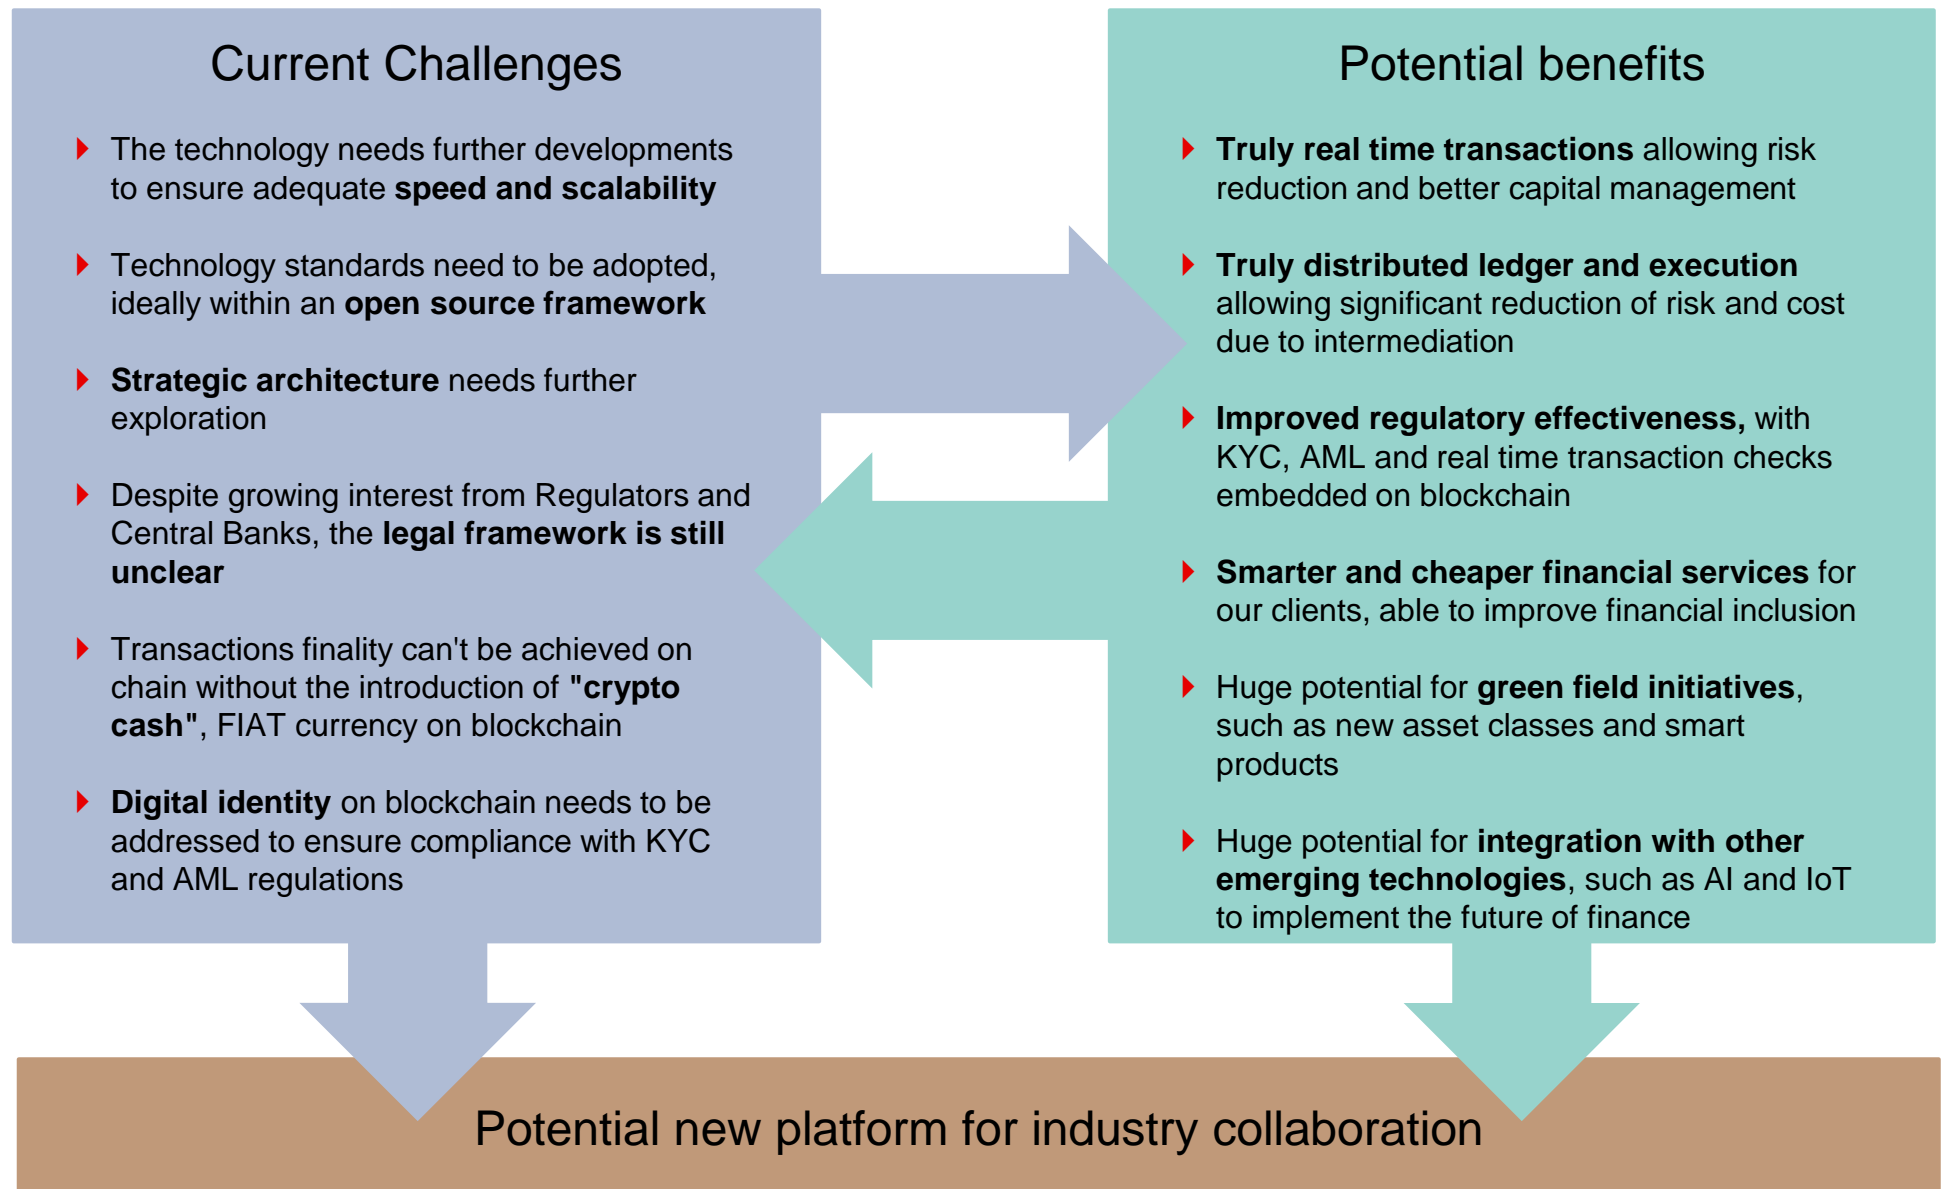 Current Challenges
The technology needs further developments
to ensure adequate speed and scalability
Technology standards need to be adopted,
ideally within an open source framework
Strategic architecture needs further
exploration
Despite growing interest from Regulators and
Central Banks, the legal framework is still
unclear
Transactions finality can't be achieved on
chain without the introduction of "crypto
cash", FIAT currency on blockchain
Digital identity on blockchain needs to be
addressed to ensure compliance with KYC
and AML regulations
Potential benefits
Truly real time transactions allowing risk
reduction and better capital management
Truly distributed ledger and execution
allowing significant reduction of risk and cost
due to intermediation
Improved regulatory effectiveness, with
KYC, AML and real time transaction checks
embedded on blockchain
Smarter and cheaper financial services for
our clients, able to improve financial inclusion
Huge potential for green field initiatives,
such as new asset classes and smart
products
Huge potential for integration with other
emerging technologies, such as AI and IoT
to implement the future of finance
Potential new platform for industry collaboration